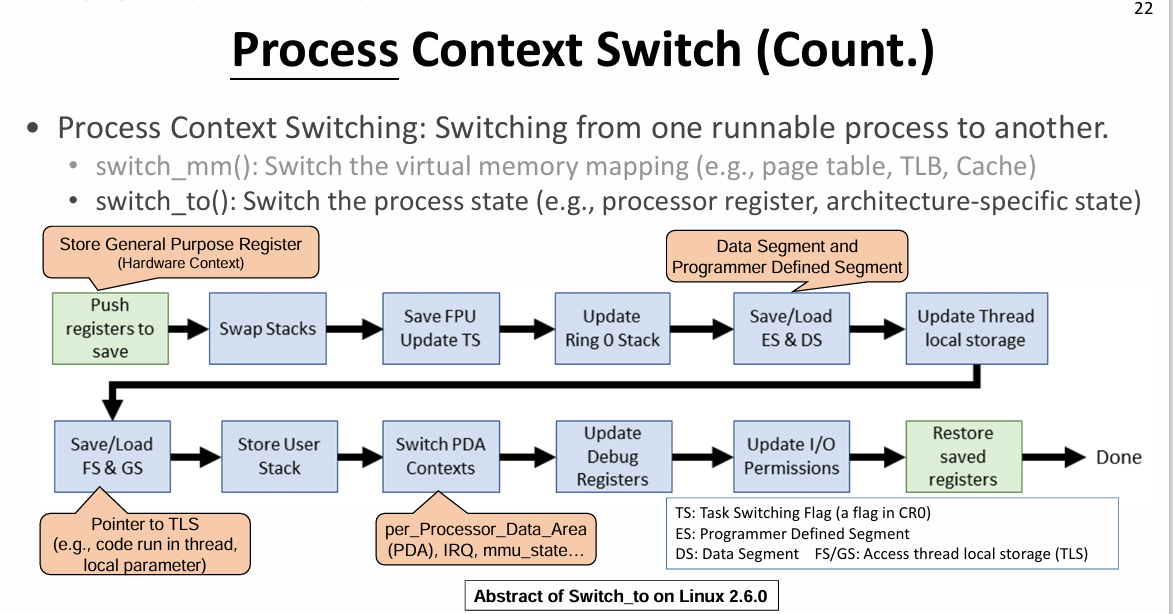 22
Process Context Switch (Count.)
• Process Context Switching: Switching from one runnable process to another.
• switch_mm(): Switch the virtual memory mapping (e.g., page table, TLB, Cache)
• switch_to(): Switch the process state (e.g., processor register, architecture-specific state)
Store General Purpose Register
(Hardware Context)
Data Segment and
Programmer Defined Segment
Push
registers to
save
Swap Stacks
Save FPU
Update TS
Update
Ring 0 Stack
Save/Load
ES & DS
Update Thread
local storage
Save/Load
FS & GS
Store User
Stack
Switch PDA
Contexts
Update
Debug
Registers
Update I/O
Permissions
Restore
saved
registers
Done
Pointer to TLS
(e.g., code run in thread,
local parameter)
per_Processor_Data_Area
(PDA), IRQ, mmu_state...
TS: Task Switching Flag (a flag in CR0)
ES: Programmer Defined Segment
DS: Data Segment FS/GS: Access thread local storage (TLS)
Abstract of Switch_to on Linux 2.6.0